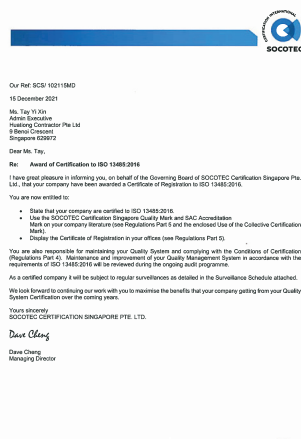 CERTIFICATION INTERNATIONAL
SOCOTEC
Our Ref: SCS/ 102115MD
15 December 2021
Ms. Tay Yi Xin
Admin Executive
Huationg Contractor Pte Ltd
9 Benoi Crescent
Singapore 629972
Dear Ms. Tay,
Re: Award of Certification to ISO 13485:2016
I have great pleasure in informing you, on behalf of the Governing Board of SOCOTEC Certification Singapore Pte.
Ltd., that your company have been awarded a Certificate of Registration to ISO 13485:2016.
You are now entitled to:
• State that your company are certified to ISO 13485:2016.
• Use the SOCOTEC Certification Singapore Quality Mark and SAC Accreditation
Mark on your company literature (see Regulations Part 5 and the enclosed Use of the Collective Certification
Mark).
• Display the Certificate of Registration in your offices (see Regulations Part 5).
You are also responsible for maintaining your Quality System and complying with the Conditions of Certification
(Regulations Part 4). Maintenance and improvement of your Quality Management System in accordance with the
requirements of ISO 13485:2016 will be reviewed during the ongoing audit programme.
As a certified company it will be subject to regular surveillances as detailed in the Surveillance Schedule attached.
We look forward to continuing our work with you to maximise the benefits that your company getting from your Quality
System Certification over the coming years.
Yours sincerely
SOCOTEC CERTIFICATION SINGAPORE PTE. LTD.
Dave Cheng
Dave Cheng
Managing Director